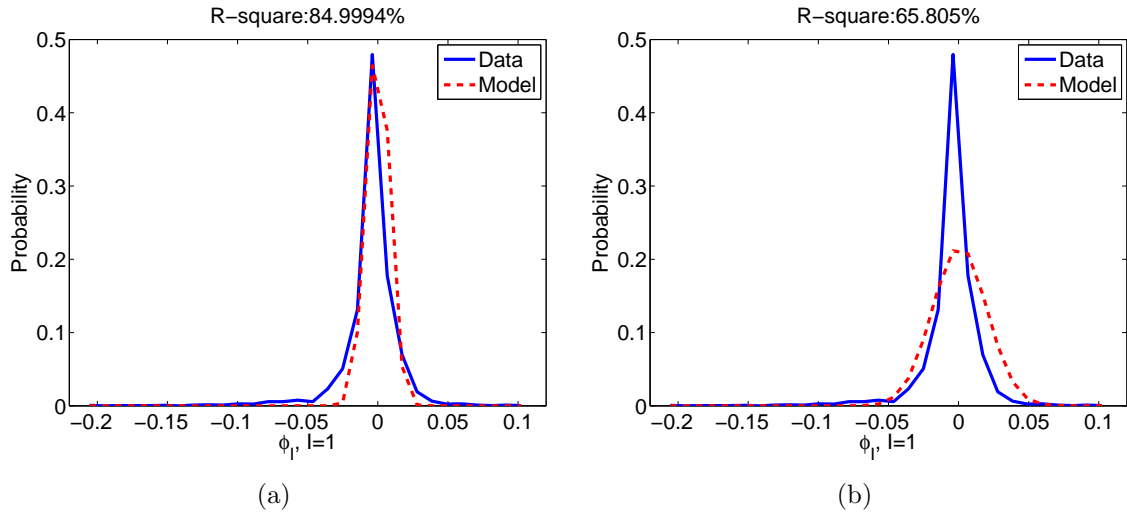 R−square:84.9994%
0.5
0.4
0.3
0.2
0.1
0
Probability
Data
Model
−0.2 −0.15 −0.1 −0.05 0 0.05 0.1
ϕl, l=1
(a)
R−square:65.805%
0.5
0.4
0.3
0.2
0.1
0
Probability
Data
Model
−0.2 −0.15 −0.1 −0.05 0 0.05 0.1
ϕl, l=1
(b)